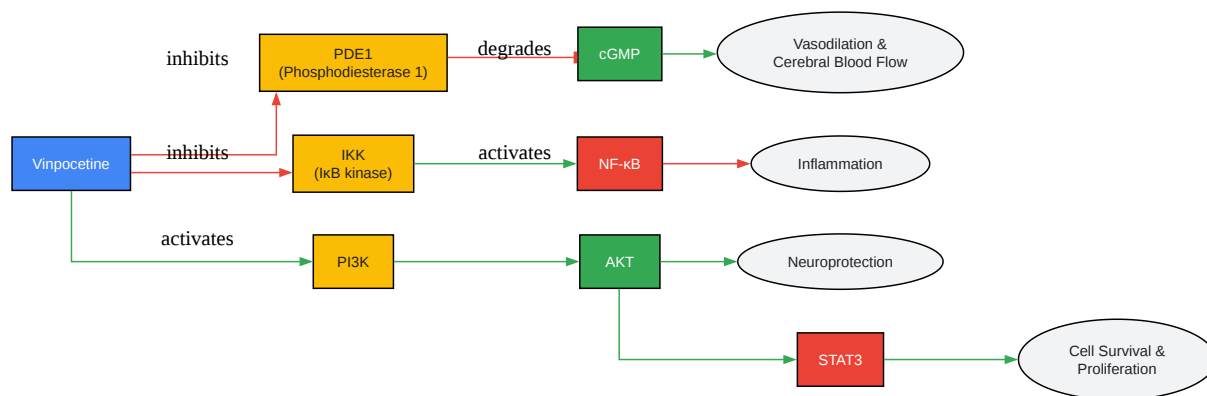 inhibits
PDE1
(Phosphodiesterase 1)
degrades
cGMP
Vasodilation &
Cerebral Blood Flow
Vinpocetine
inhibits
IKK
(IκB kinase)
activates
NF-κB
Inflammation
activates
PI3K
AKT
Neuroprotection
STAT3
Cell Survival &
Proliferation